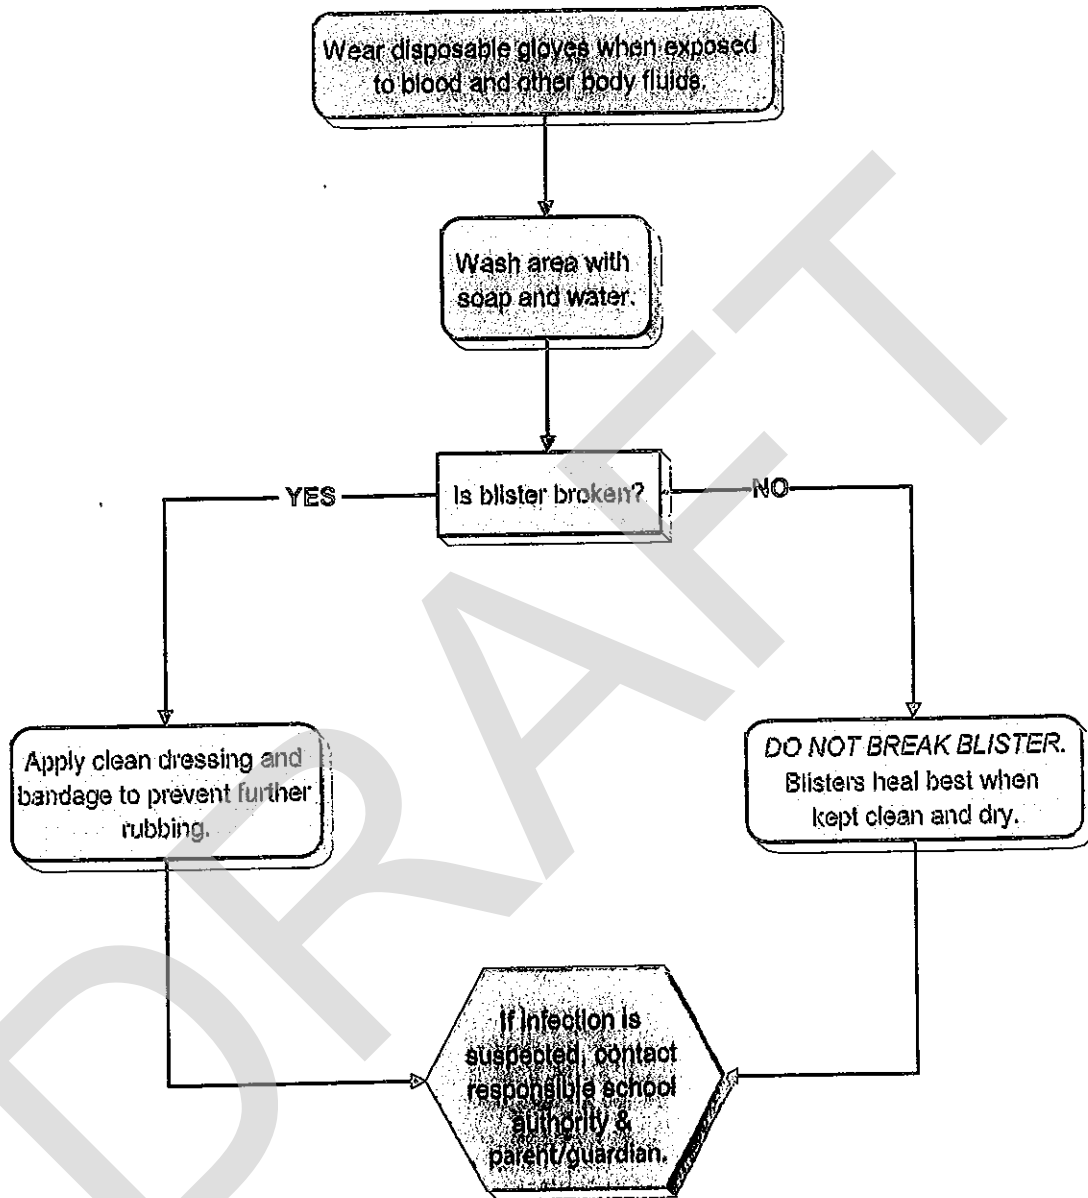 Wear disposable gloves when exposed
to blood and other body fluids.
Wash area with
soap and water.
Is blister broken?
YES
NO
Apply clean dressing and
bandage to prevent further
rubbing.
DO NOT BREAK BLISTER.
Blisters heal best when
kept clean and dry.
If infection is
suspected, contact
responsible school
authority &
parent/guardian.
DRAFT